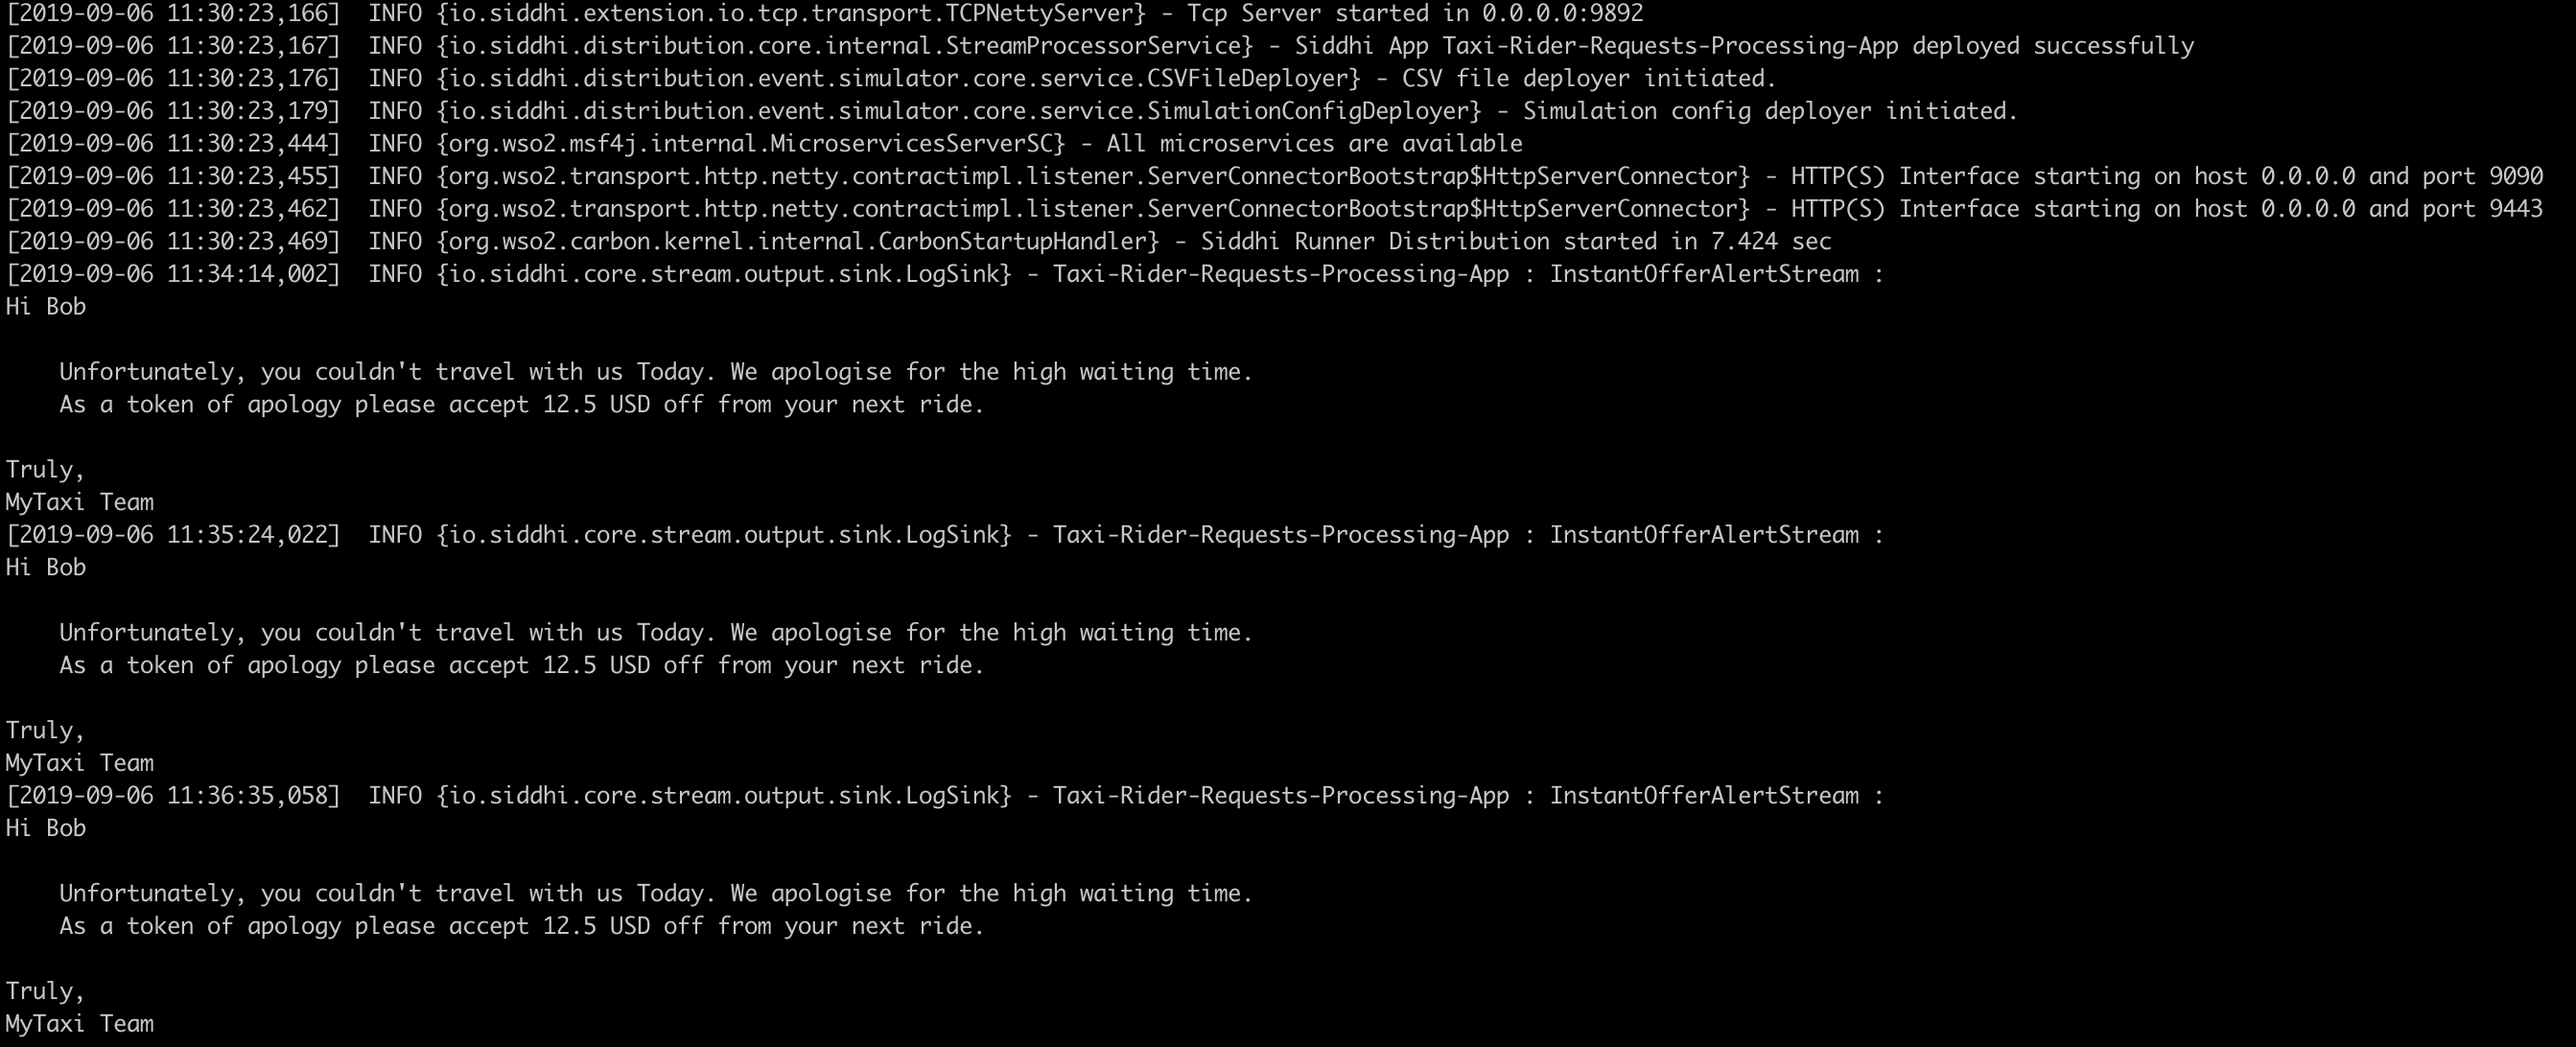 [2019-09-06 11:30:23,166]  INFO {io.siddhi.extension.io.tcp.transport.TCPNettyServer} - Tcp Server started in 0.0.0.0:9892
[2019-09-06 11:30:23,167]  INFO {io.siddhi.distribution.core.internal.StreamProcessorService} - Siddhi App Taxi-Rider-Requests-Processing-App deployed successfully
[2019-09-06 11:30:23,176]  INFO {io.siddhi.distribution.event.simulator.core.service.CSVFileDeployer} - CSV file deployer initiated.
[2019-09-06 11:30:23,179]  INFO {io.siddhi.distribution.event.simulator.core.service.SimulationConfigDeployer} - Simulation config deployer initiated.
[2019-09-06 11:30:23,444]  INFO {org.wso2.msf4j.internal.MicroservicesServerSC} - All microservices are available
[2019-09-06 11:30:23,455]  INFO {org.wso2.transport.http.netty.contractimpl.listener.ServerConnectorBootstrap$HttpServerConnector} - HTTP(S) Interface starting on host 0.0.0.0 and port 9090
[2019-09-06 11:30:23,462]  INFO {org.wso2.transport.http.netty.contractimpl.listener.ServerConnectorBootstrap$HttpServerConnector} - HTTP(S) Interface starting on host 0.0.0.0 and port 9443
[2019-09-06 11:30:23,469]  INFO {org.wso2.carbon.kernel.internal.CarbonStartupHandler} - Siddhi Runner Distribution started in 7.424 sec
[2019-09-06 11:34:14,002]  INFO {io.siddhi.core.stream.output.sink.LogSink} - Taxi-Rider-Requests-Processing-App : InstantOfferAlertStream :
Hi Bob
    Unfortunately, you couldn't travel with us Today. We apologise for the high waiting time.
    As a token of apology please accept 12.5 USD off from your next ride.
Truly,
MyTaxi Team
[2019-09-06 11:35:24,022]  INFO {io.siddhi.core.stream.output.sink.LogSink} - Taxi-Rider-Requests-Processing-App : InstantOfferAlertStream :
Hi Bob
    Unfortunately, you couldn't travel with us Today. We apologise for the high waiting time.
    As a token of apology please accept 12.5 USD off from your next ride.
Truly,
MyTaxi Team
[2019-09-06 11:36:35,058]  INFO {io.siddhi.core.stream.output.sink.LogSink} - Taxi-Rider-Requests-Processing-App : InstantOfferAlertStream :
Hi Bob
    Unfortunately, you couldn't travel with us Today. We apologise for the high waiting time.
    As a token of apology please accept 12.5 USD off from your next ride.
Truly,
MyTaxi Team